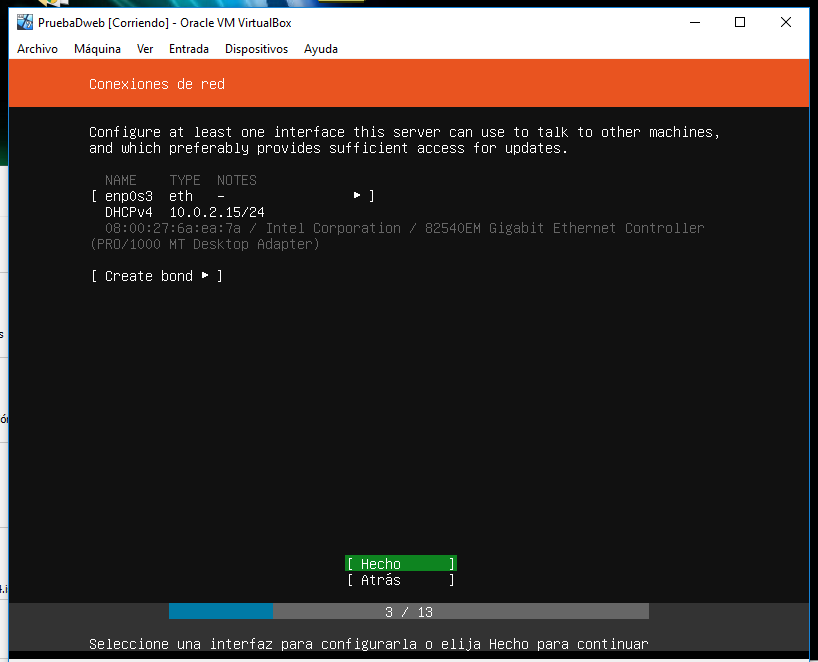 PruebaDweb [Corriendo] - Oracle VM VirtualBox
Archivo Máquina Ver Entrada Dispositivos Ayuda
Conexiones de red
Configure at least one interface this server can use to talk to other machines,
and which preferably provides sufficient access for updates.
NAME TYPE NOTES
[ enp0s3 eth - ▸ ]
DHCPv4 10.0.2.15/24
08:00:27:6a:ea:7a / Intel Corporation / 82540EM Gigabit Ethernet Controller
(PRO/1000 MT Desktop Adapter)
[ Create bond ▸ ]
[ Hecho ]
[ Atrás ]
3 / 13
Seleccione una interfaz para configurarla o elija Hecho para continuar